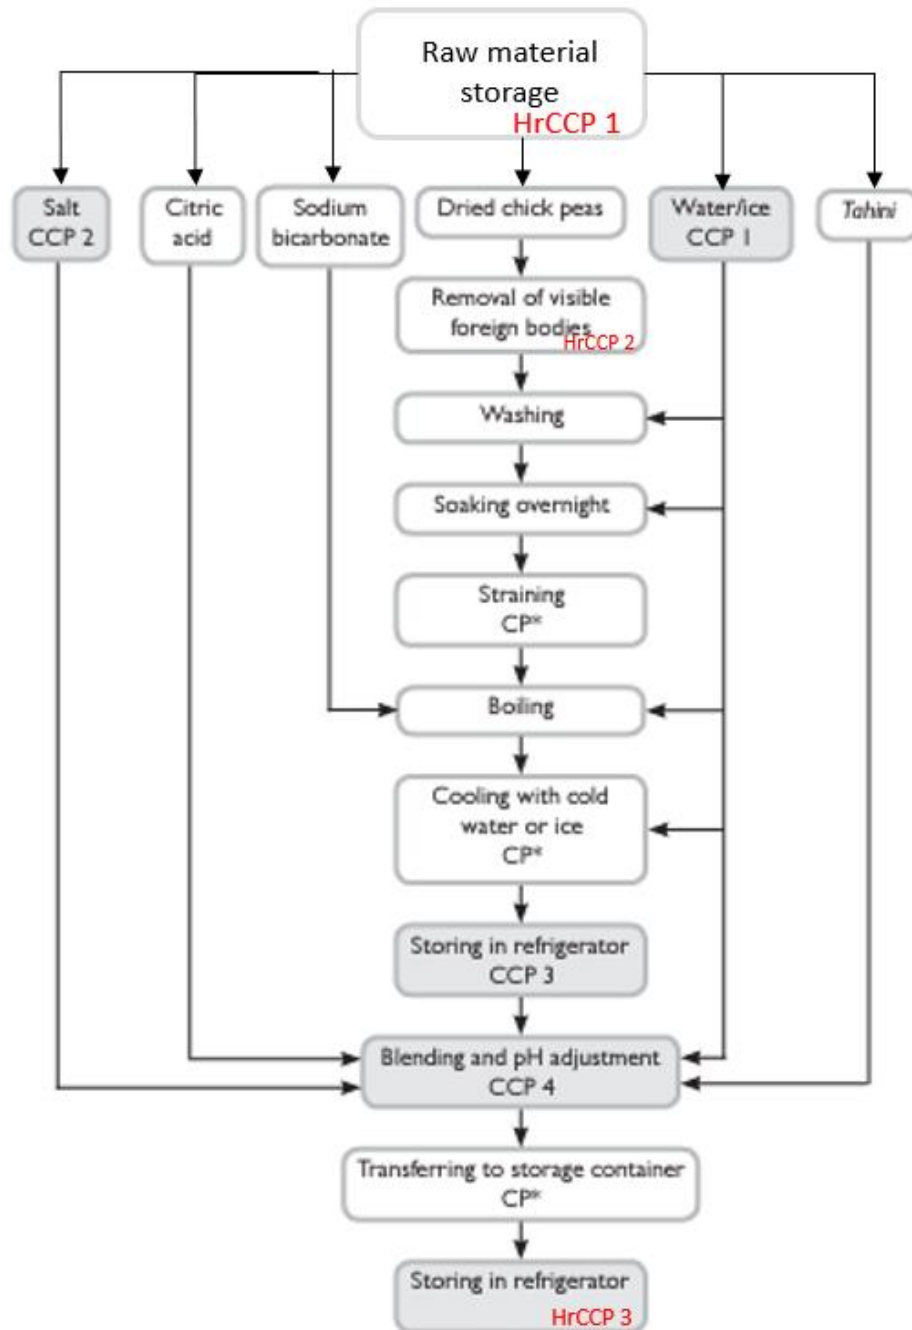 Raw material
storage
HrCCP 1
Salt
CCP 2
Citric
acid
Sodium
bicarbonate
Dried chick peas
Water/ice
CCP 1
Tahini
Removal of visible
foreign bodies
HrCCP 2
Washing
Soaking overnight
Straining
CP*
Boiling
Cooling with cold
water or ice
CP*
Storing in refrigerator
CCP 3
Blending and pH adjustment
CCP 4
Transferring to storage container
CP*
Storing in refrigerator
HrCCP 3